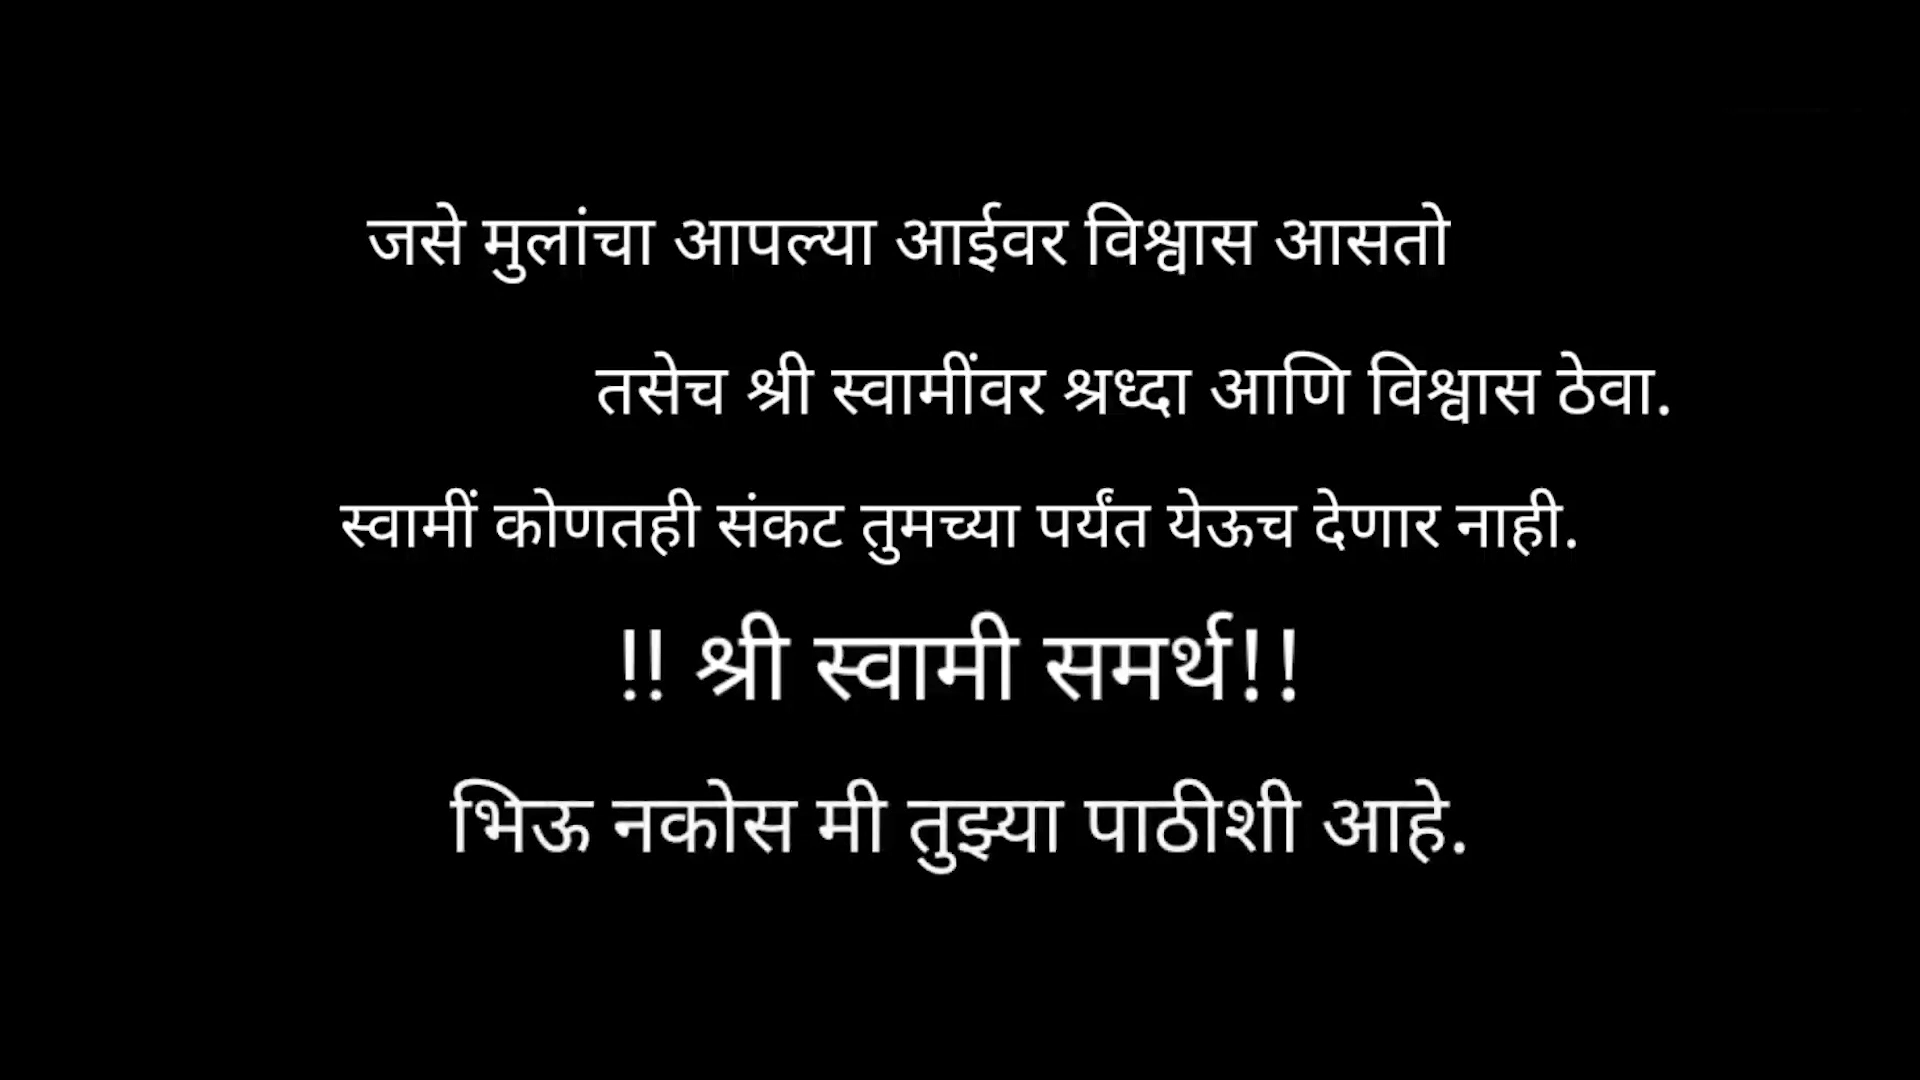 जसे मुलांचा आपल्या आईवर विश्वास आसतो
तसेच श्री स्वामींवर श्रध्दा आणि विश्वास ठेवा.
स्वामीं कोणतही संकट तुमच्या पर्यंत येऊच देणार नाही.
!! श्री स्वामी समर्थ!!
भिऊ नकोस मी तुझ्या पाठीशी आहे.